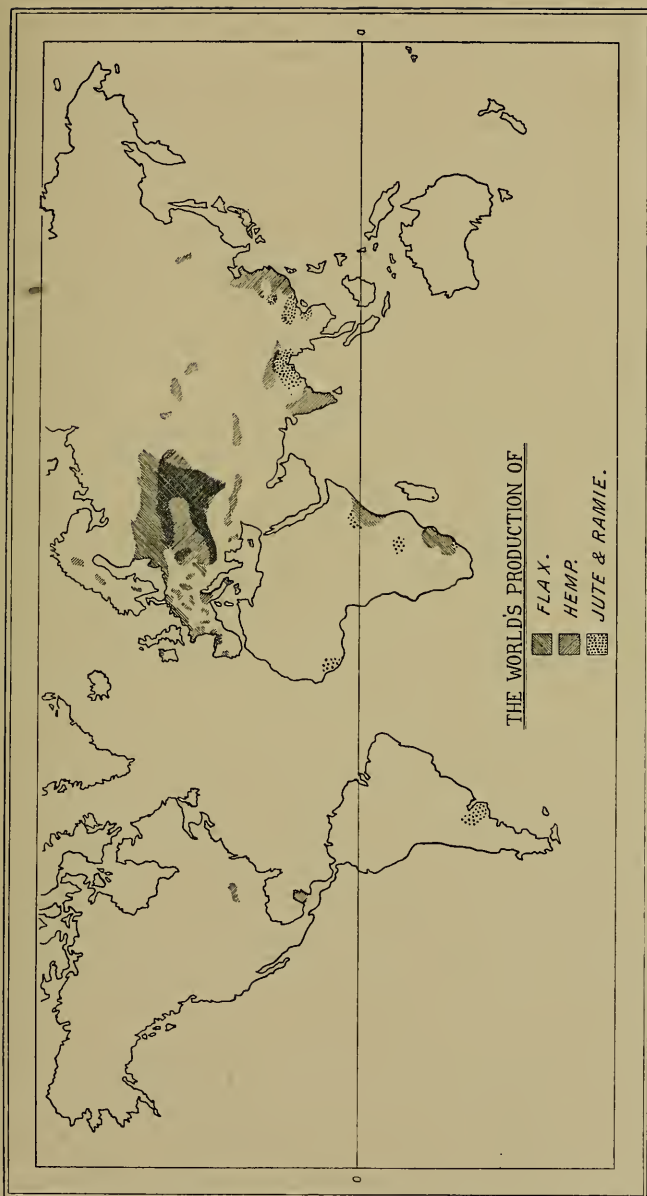 0
0
THE WORLD'S PRODUCTION OF
FLAX.
HEMP.
JUTE & RAMIE.